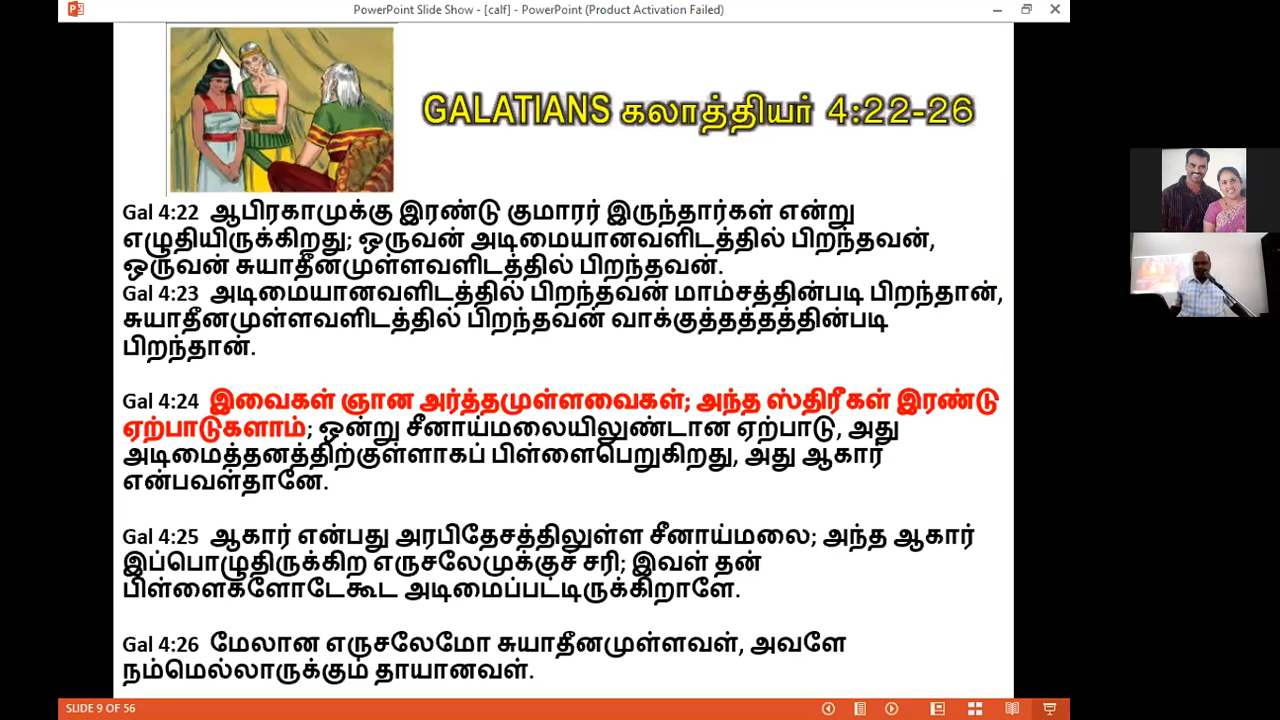 PowerPoint Slide Show - [calf] - PowerPoint (Product Activation Failed)
GALATIANS கலாத்தியர் 4:22-26
Gal 4:22 ஆபிரகாமுக்கு இரண்டு குமாரர் இருந்தார்கள் என்று
எழுதியிருக்கிறது; ஒருவன் அடிமையானவளிடத்தில் பிறந்தவன்,
ஒருவன் சுயாதீனமுள்ளவளிடத்தில் பிறந்தவன்.
Gal 4:23 அடிமையானவளிடத்தில் பிறந்தவன் மாம்சத்தின்படி பிறந்தான்,
சுயாதீனமுள்ளவளிடத்தில் பிறந்தவன் வாக்குத்தத்தத்தின்படி
பிறந்தான்.
Gal 4:24 இவைகள் ஞான அர்த்தமுள்ளவைகள்; அந்த ஸ்திரீகள் இரண்டு
ஏற்பாடுகளாம்; ஒன்று சீனாய்மலையிலுண்டான ஏற்பாடு, அது
அடிமைத்தனத்திற்குள்ளாகப் பிள்ளைபெறுகிறது, அது ஆகார்
என்பவள்தானே.
Gal 4:25 ஆகார் என்பது அரபிதேசத்திலுள்ள சீனாய்மலை; அந்த ஆகார்
இப்பொழுதிருக்கிற எருசலேமுக்குச் சரி; இவள் தன்
பிள்ளைகளோடேகூட அடிமைப்பட்டிருக்கிறாளே.
Gal 4:26 மேலான எருசலேமோ சுயாதீனமுள்ளவள், அவளே
நம்மெல்லாருக்கும் தாயானவள்.
SLIDE 9 OF 56